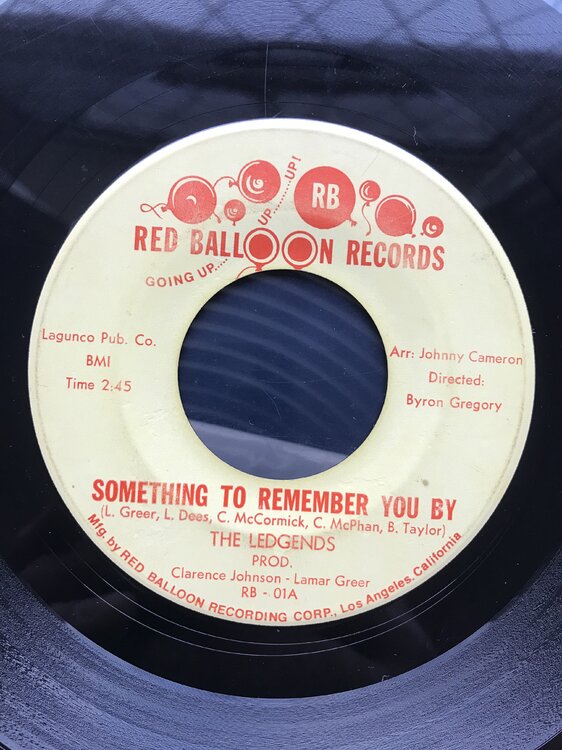 RB
RED BALLOON RECORDS
GOING UP......UP......UP!
Lagunco Pub. Co.
BMI
Time 2:45
Arr: Johnny Cameron
Directed:
Byron Gregory
SOMETHING TO REMEMBER YOU BY
(L. Greer, L. Dees, C. McCormick, C. McPhan, B. Taylor)
THE LEDGENDS
PROD.
Clarence Johnson - Lamar Greer
RB - 01A
Mfg. by RED BALLOON RECORDING CORP., Los Angeles, California